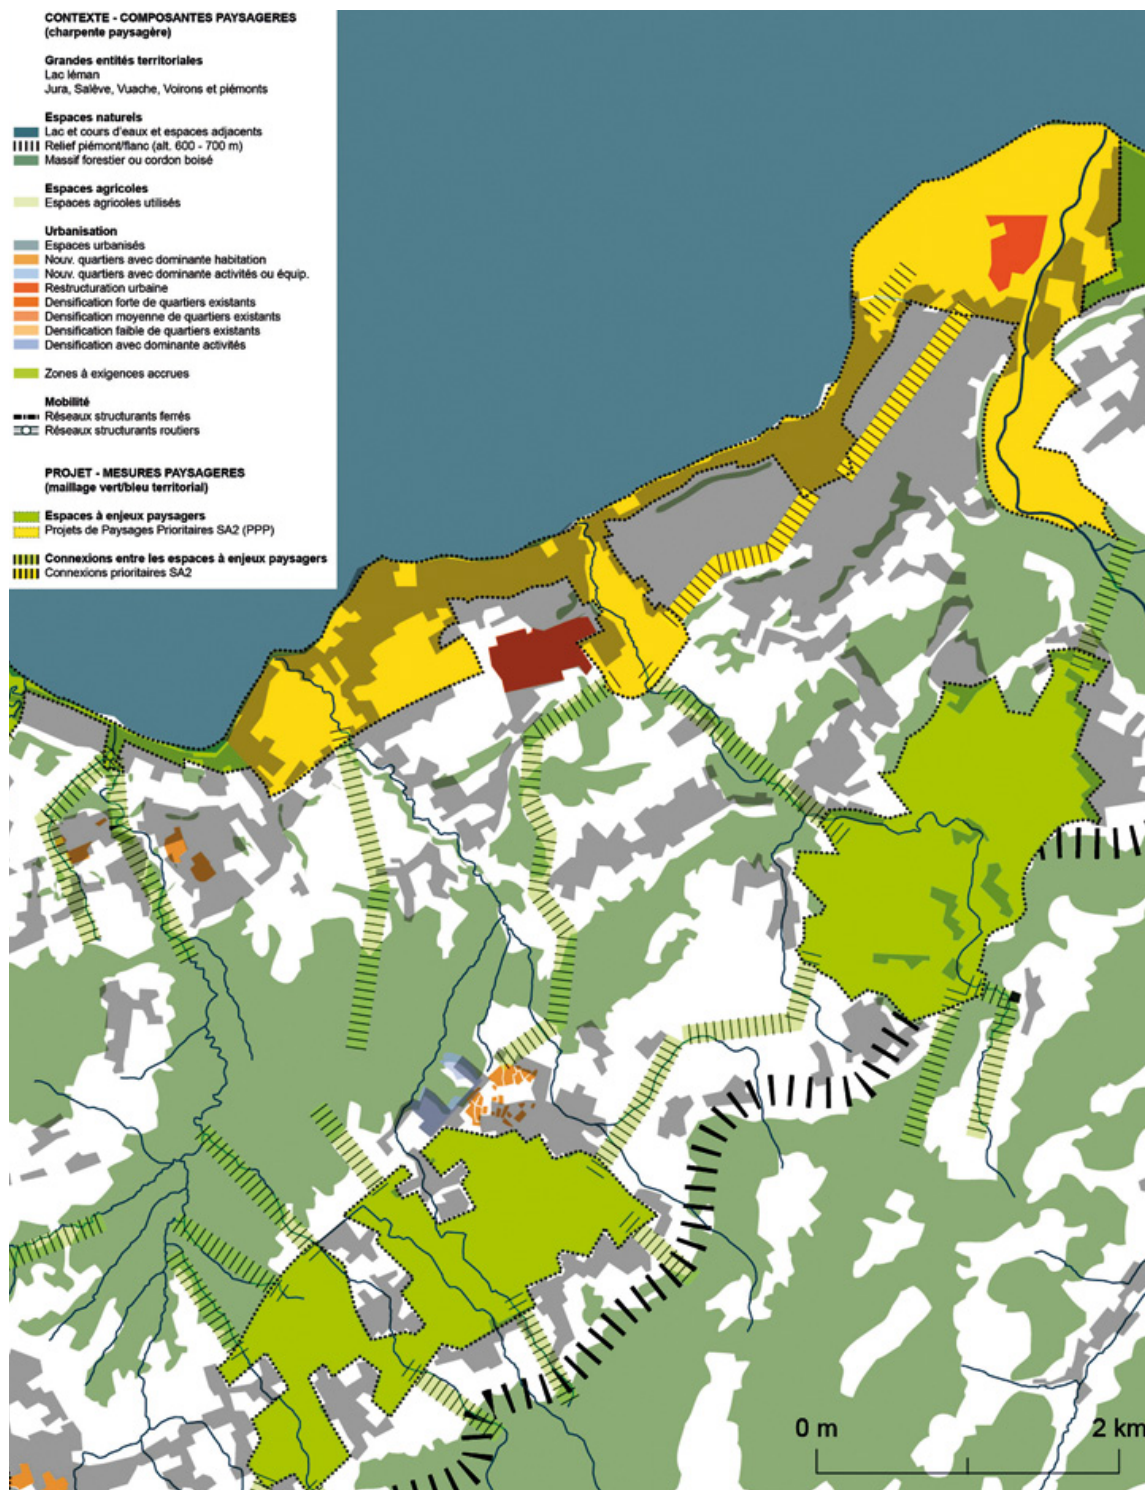 CONTEXTE - COMPOSANTES PAYSAGERES
(charpente paysagère)
Grandes entités territoriales
Lac léman
Jura, Salève, Vuache, Voirons et piémonts
Espaces naturels
Lac et cours d'eaux et espaces adjacents
Relief piémont/flanc (alt. 600 - 700 m)
Massif forestier ou cordon boisé
Espaces agricoles
Espaces agricoles utilisés
Urbanisation
Espaces urbanisés
Nouv. quartiers avec dominante habitation
Nouv. quartiers avec dominante activités ou équip.
Restructuration urbaine
Densification forte de quartiers existants
Densification moyenne de quartiers existants
Densification faible de quartiers existants
Densification avec dominante activités
Zones à exigences accrues
Mobilité
Réseaux structurants ferrés
Réseaux structurants routiers
PROJET - MESURES PAYSAGERES
(maillage vert/bleu territorial)
Espaces à enjeux paysagers
Projets de Paysages Prioritaires SA2 (PPP)
Connexions entre les espaces à enjeux paysagers
Connexions prioritaires SA2
0 m 2 km